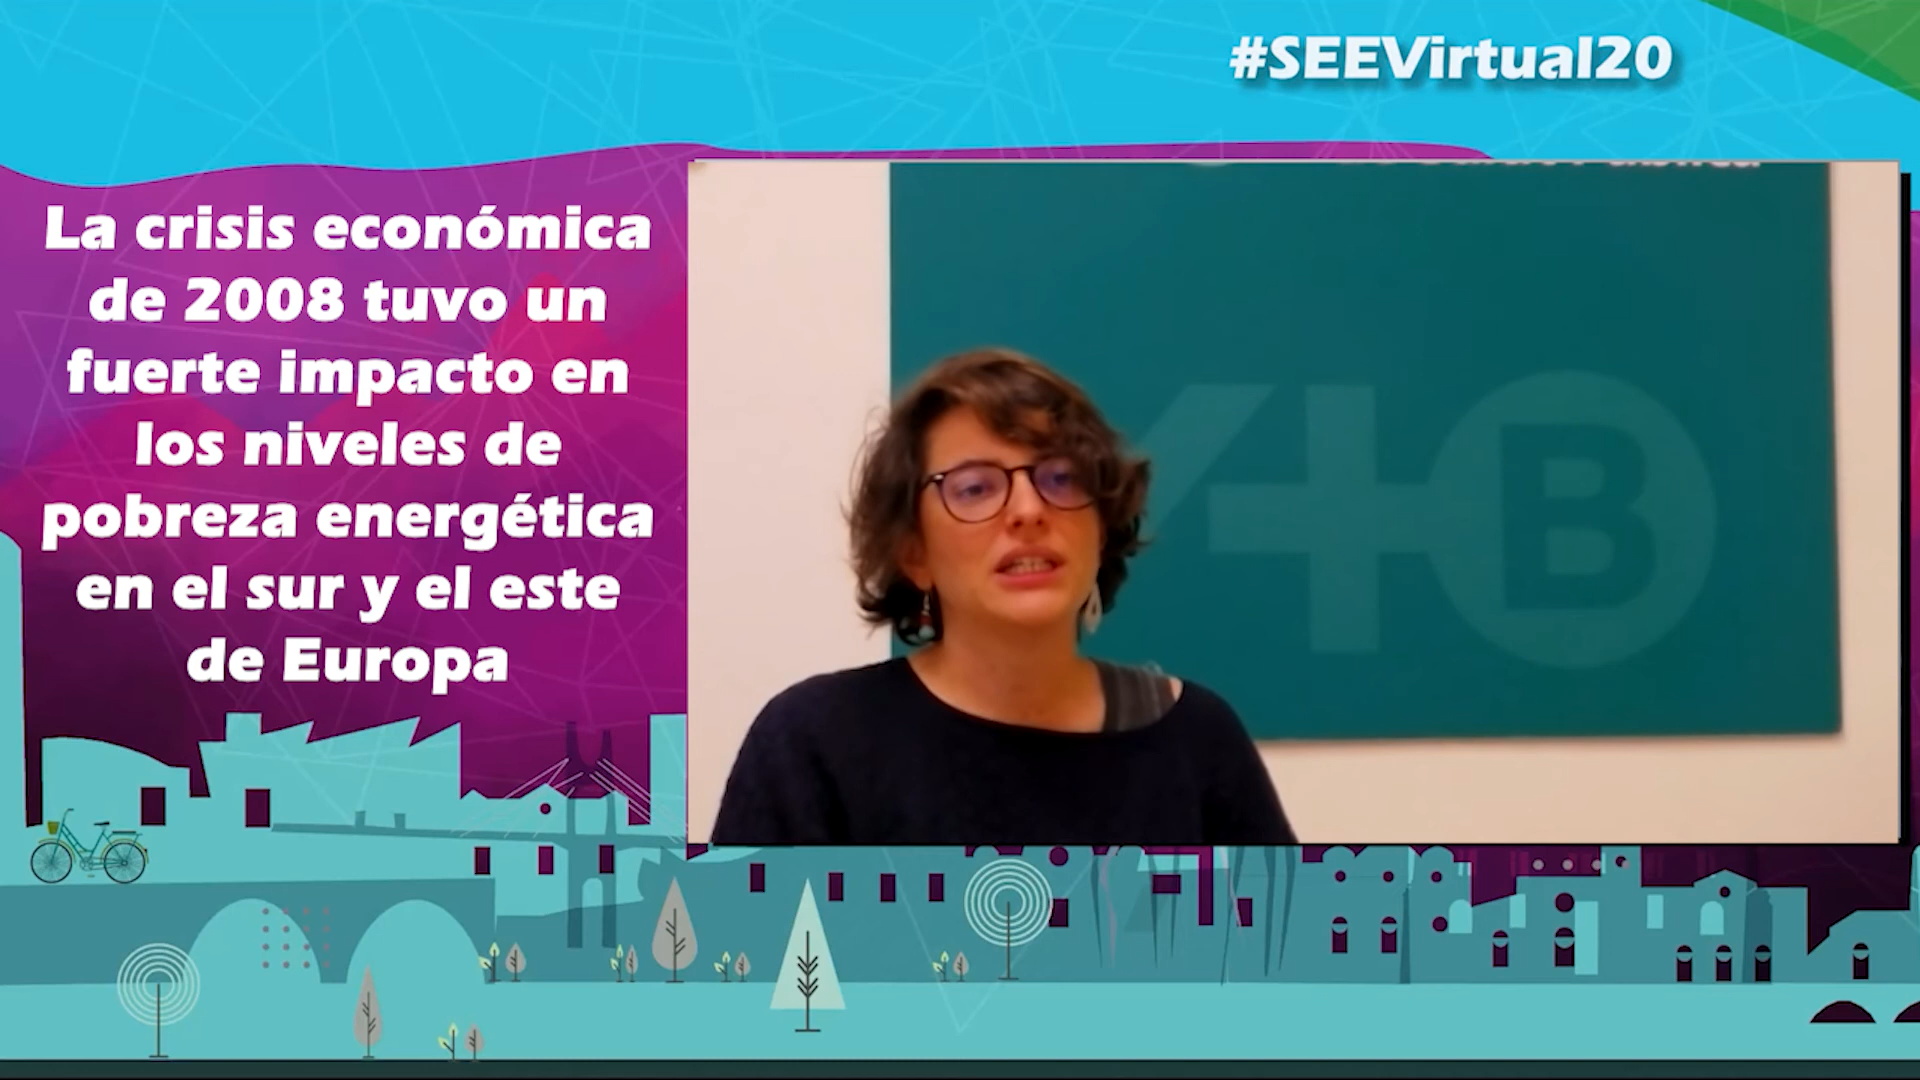 #SEEVirtual20
La crisis económica
de 2008 tuvo un
fuerte impacto en
los niveles de
pobreza energética
en el sur y el este
de Europa
B